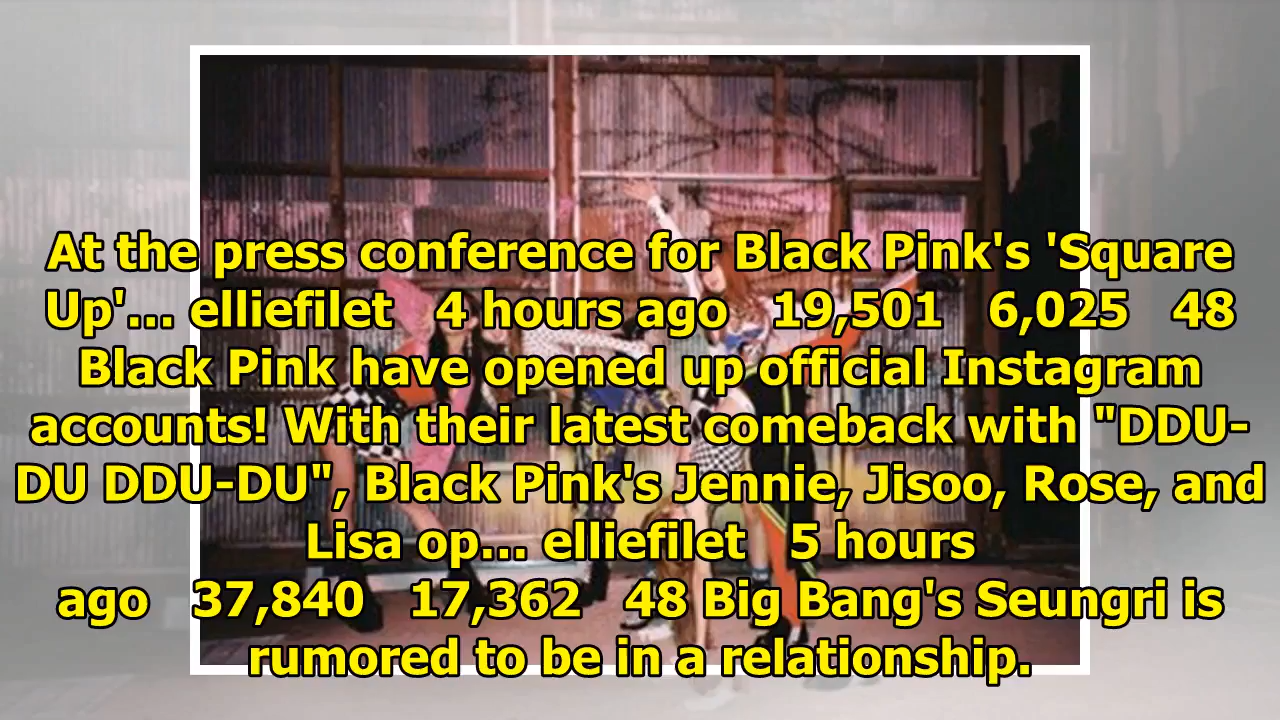 At the press conference for Black Pink's 'Square
Up'... elliefilet 4 hours ago 19,501 6,025 48
Black Pink have opened up official Instagram
accounts! With their latest comeback with "DDU-
DU DDU-DU", Black Pink's Jennie, Jisoo, Rose, and
Lisa op... elliefilet 5 hours
ago 37,840 17,362 48 Big Bang's Seungri is
rumored to be in a relationship.